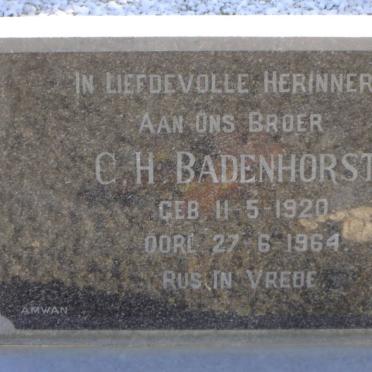 IN LIEFDEVOLLE HERINNER
AAN ONS BROER
C. H. BADENHORST
GEB. 11-5-1920
OORL. 27-6-1964.
RUS IN VREDE
AMWAN